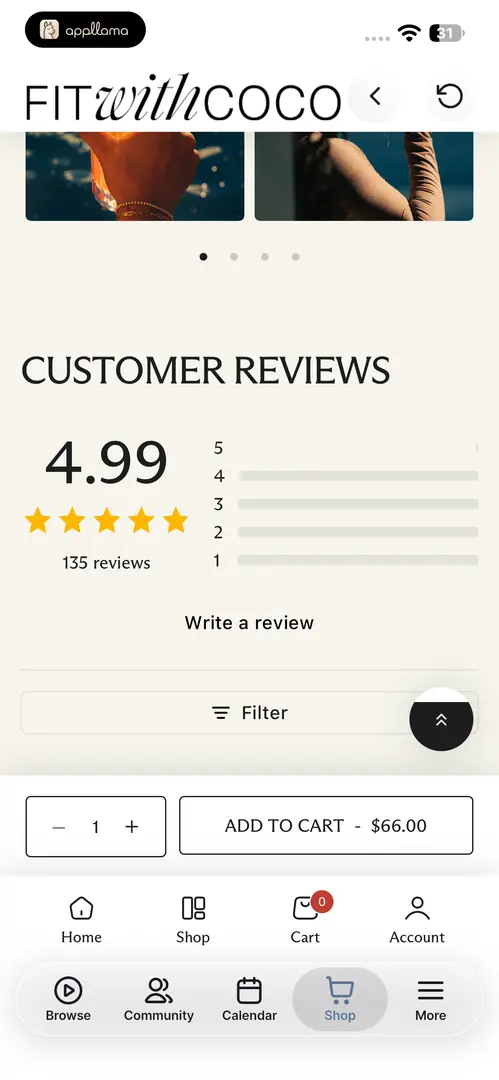 appllama
31
FITwithCOCO
CUSTOMER REVIEWS
4.99
135 reviews
5
4
3
2
1
Write a review
Filter
1
ADD TO CART - $66.00
0
Home
Shop
Cart
Account
Browse
Community
Calendar
Shop
More